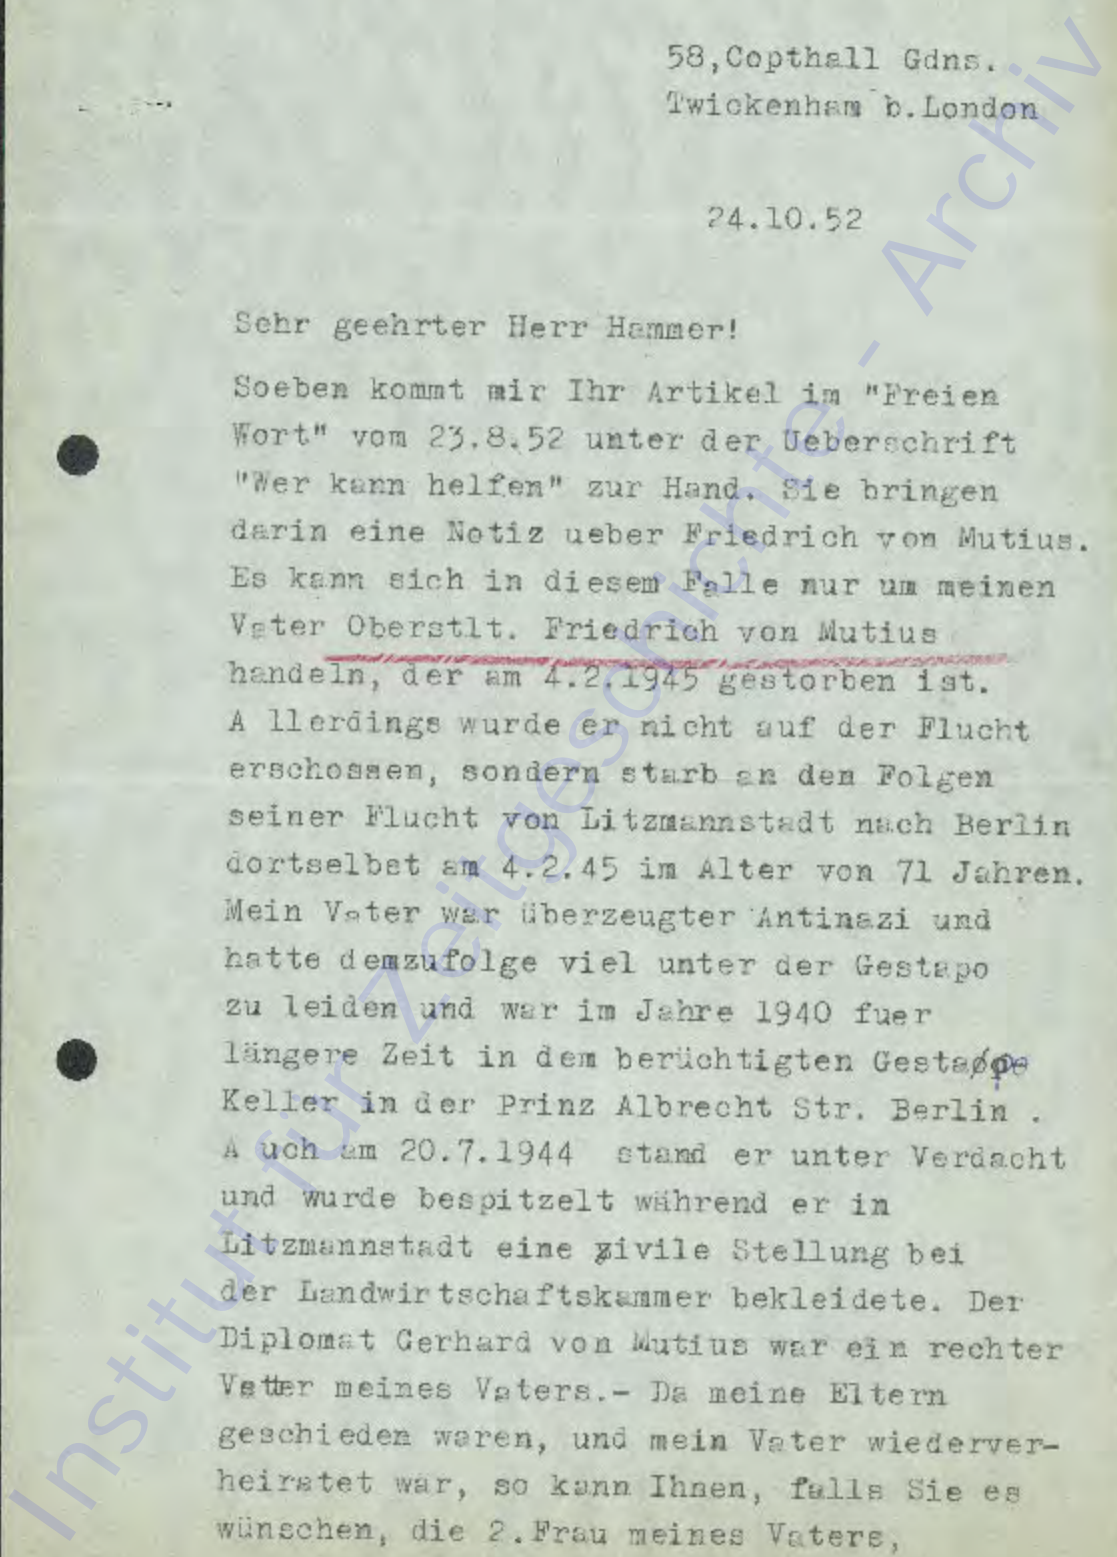 58,Copthall Gdns.
Twickenham b.London
24.10.52
Sehr geehrter Herr Hammer!
Soeben kommt mir Ihr Artikel im "Freien
Wort" vom 23.8.52 unter der Ueberschrift
"Wer kann helfen" zur Hand. Sie bringen
darin eine Notiz ueber Friedrich von Mutius.
Es kann sich in diesem Falle nur um meinen
Vater Oberstlt. Friedrich von Mutius
handeln, der am 4.2.1945 gestorben ist.
A llerdings wurde er nicht auf der Flucht
erschossen, sondern starb an den Folgen
seiner Flucht von Litzmannstadt nach Berlin
dortselbst am 4.2.45 im Alter von 71 Jahren.
Mein Vater war überzeugter Antinazi und
hatte demzufolge viel unter der Gestapo
zu leiden und war im Jahre 1940 fuer
längere Zeit in dem berüchtigten Gestapo
Keller in der Prinz Albrecht Str. Berlin .
A uch am 20.7.1944 stand er unter Verdacht
und wurde bespitzelt während er in
Litzmannstadt eine zivile Stellung bei
der Landwirtschaftskammer bekleidete. Der
Diplomat Gerhard von Mutius war ein rechter
Vetter meines Vaters.- Da meine Eltern
geschieden waren, und mein Vater wiederver-
heiratet war, so kann Ihnen, falls Sie es
wünschen, die 2.Frau meines Vaters,
Institut für Zeitgeschichte - Archiv